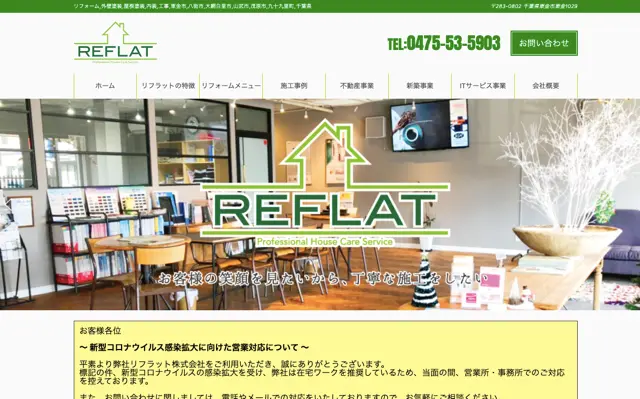 リフォーム,外壁塗装,屋根塗装,内装,工事,東金市,八街市,大網白里市,山武市,茂原市,九十九里町,千葉県
〒283-0802 千葉県東金市東金1029
REFLAT
TEL:0475-53-5903
お問い合わせ
ホーム
リフラットの特徴
リフォームメニュー
施工事例
不動産事業
新築事業
ITサービス事業
会社概要
REFLAT
Professional House Care Service
お客様の笑顔を見たいから、丁寧な施工をしたい
お客様各位
～ 新型コロナウイルス感染拡大に向けた営業対応について ～
平素より弊社リフラット株式会社をご利用いただき、誠にありがとうございます。
標記の件、新型コロナウイルスの感染拡大を受け、弊社は在宅ワークを推奨しているため、当面の間、営業所・事務所でのご対応
を控えております。
また、お問い合わせに関しましては、電話やメールでの対応をいたしておりますので、お気軽にご相談ください。